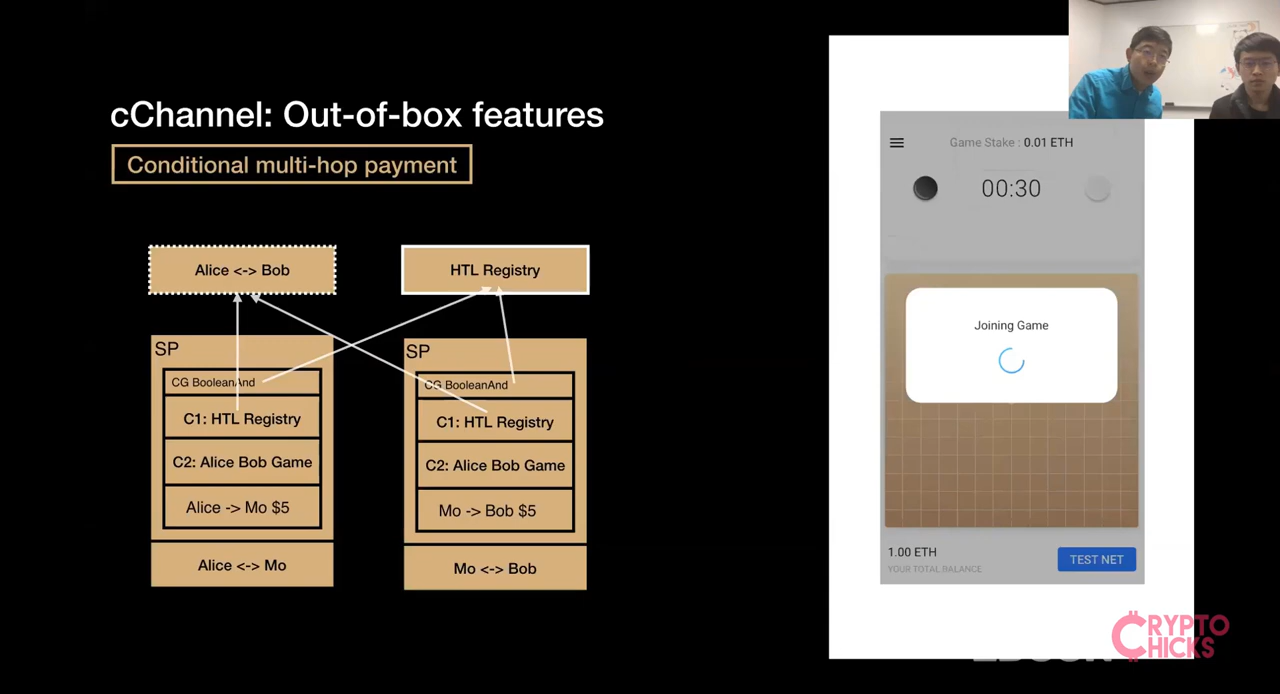 cChannel: Out-of-box features
Conditional multi-hop payment
Alice <-> Bob
HTL Registry
SP
CG BooleanAnd
C1: HTL Registry
C2: Alice Bob Game
Alice -> Mo $5
Alice <-> Mo
SP
CG BooleanAnd
C1: HTL Registry
C2: Alice Bob Game
Mo -> Bob $5
Mo <-> Bob
Game Stake : 0.01 ETH
00:30
Joining Game
1.00 ETH
YOUR TOTAL BALANCE
TEST NET
CRYPTO
CHICKS